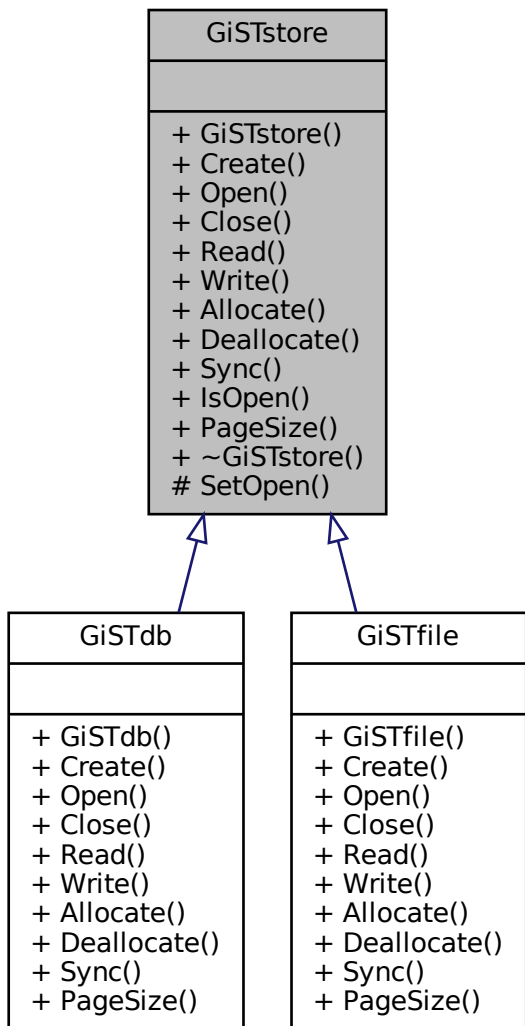 GiSTstore
+ GiSTstore()
+ Create()
+ Open()
+ Close()
+ Read()
+ Write()
+ Allocate()
+ Deallocate()
+ Sync()
+ IsOpen()
+ PageSize()
+ ~GiSTstore()
# SetOpen()
GiSTdb
+ GiSTdb()
+ Create()
+ Open()
+ Close()
+ Read()
+ Write()
+ Allocate()
+ Deallocate()
+ Sync()
+ PageSize()
GiSTfile
+ GiSTfile()
+ Create()
+ Open()
+ Close()
+ Read()
+ Write()
+ Allocate()
+ Deallocate()
+ Sync()
+ PageSize()